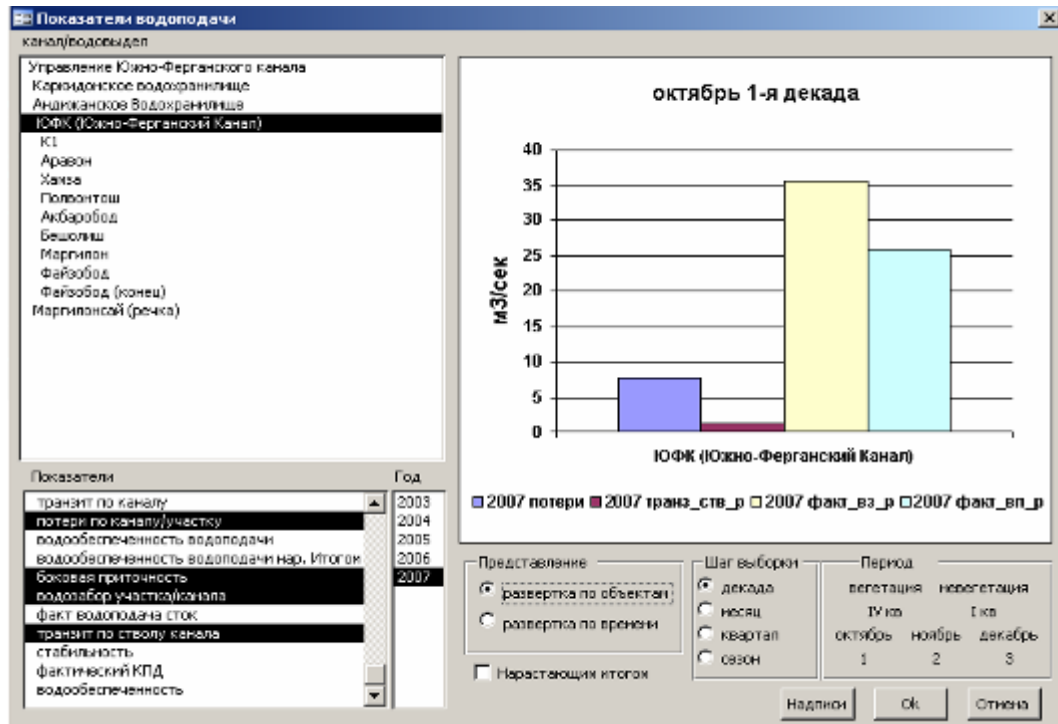 Показатели водоподачи
канал/водовыдел
Управление Южно-Ферганского канала
Каркидонское водохранилище
Андижанское Водохранилище
ЮФК (Южно-Ферганский Канал)
К1
Аравон
Хамза
Полвонтош
Акбаробод
Бешолиш
Маргилон
Файзобод
Файзобод (конец)
Маргилонсай (речка)
октябрь 1-я декада
м3/сек
40
35
30
25
20
15
10
5
0
ЮФК (Южно-Ферганский Канал)
2007 потери 2007 транз_ств_р 2007 факт_вз_р 2007 факт_вп_р
Показатели
транзит по каналу
потери по каналу/участку
водообеспеченность водоподачи
водообеспеченность водоподачи нар. Итогом
боковая приточность
водозабор участка/канала
факт водоподача сток
транзит по стволу канала
стабильность
фактический КПД
водообеспеченность
Год
2003
2004
2005
2006
2007
Представление
развертка по объектам
развертка по времени
Нарастающим итогом
Шаг выборки
декада
месяц
квартал
сезон
Период
вегетация невегетация
IV кв I кв
октябрь ноябрь декабрь
1 2 3
Надписи Ok Отмена